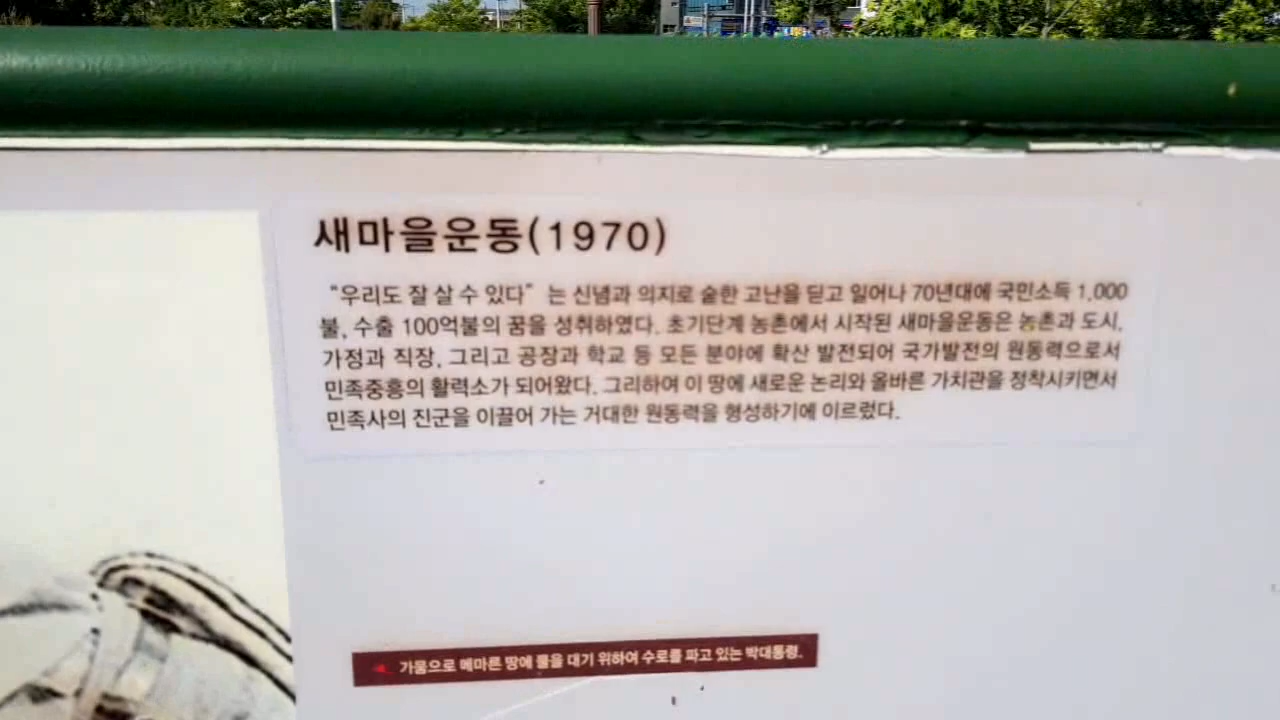 새마을운동(1970)
“우리도 잘 살 수 있다” 는 신념과 의지로 숱한 고난을 딛고 일어나 70년대에 국민소득 1,000
불, 수출 100억불의 꿈을 성취하였다. 초기단계 농촌에서 시작된 새마을운동은 농촌과 도시,
가정과 직장, 그리고 공장과 학교 등 모든 분야에 확산 발전되어 국가발전의 원동력으로서
민족중흥의 활력소가 되어왔다. 그리하여 이 땅에 새로운 논리와 올바른 가치관을 정착시키면서
민족사의 진군을 이끌어 가는 거대한 원동력을 형성하기에 이르렀다.
가뭄으로 메마른 땅에 물을 대기 위하여 수로를 파고 있는 박대통령.